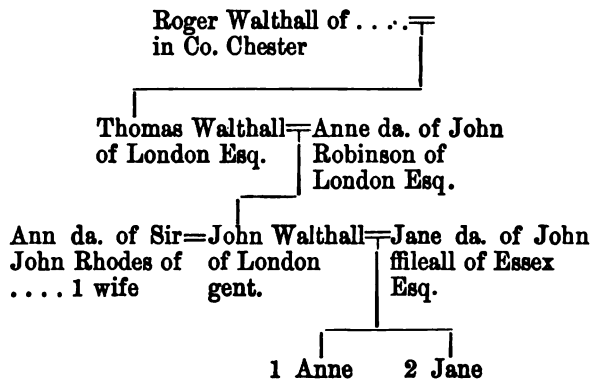 Roger Walthall of . . . .
in Co. Chester
Thomas Walthall
of London Esq.
Anne da. of John
Robinson of
London Esq.
Ann da. of Sir
John Rhodes of
. . . . 1 wife
John Walthall
of London
gent.
Jane da. of John
ffileall of Essex
Esq.
1 Anne
2 Jane